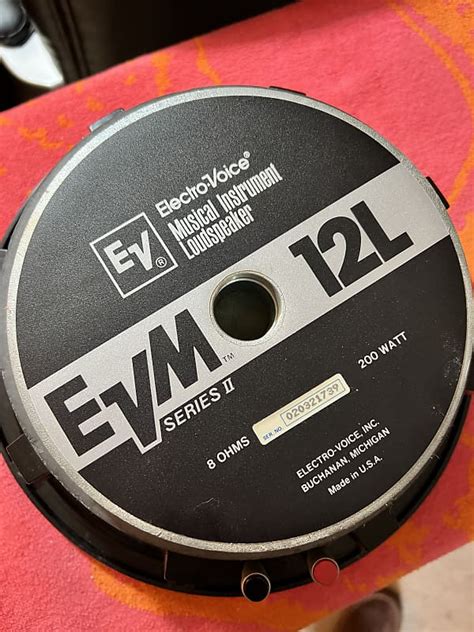 EV®
Electro-Voice®
Musical Instrument
Loudspeaker
EVM™ 12L
SERIES II
8 OHMS
SER. NO. 020321739
200 WATT
ELECTRO-VOICE, INC.
BUCHANAN, MICHIGAN
Made in U.S.A.